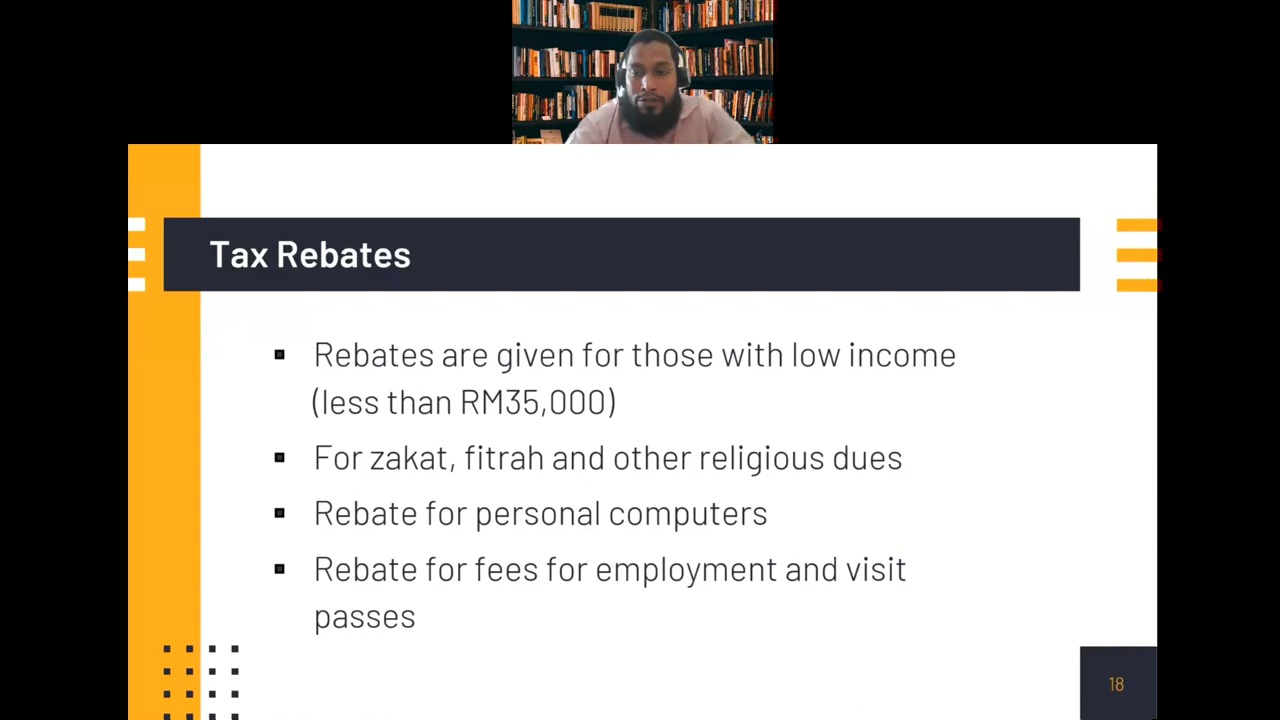 Tax Rebates
Rebates are given for those with low income
(less than RM35,000)
For zakat, fitrah and other religious dues
Rebate for personal computers
Rebate for fees for employment and visit
passes
18